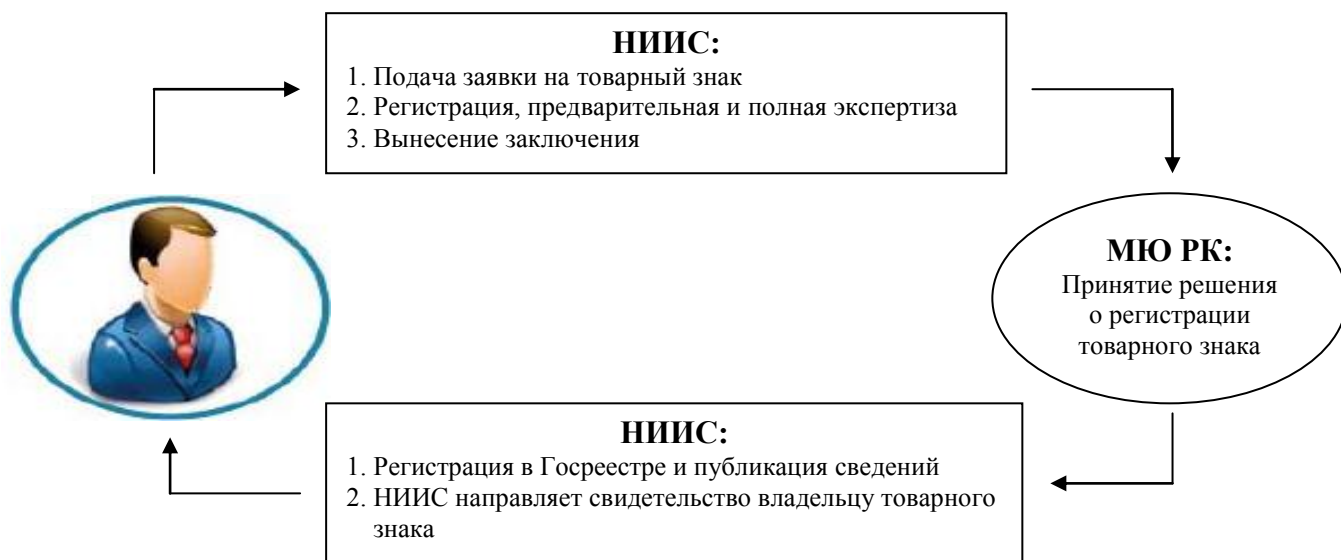 НИИС:
1. Подача заявки на товарный знак
2. Регистрация, предварительная и полная экспертиза
3. Вынесение заключения
МЮ РК:
Принятие решения
о регистрации
товарного знака
НИИС:
1. Регистрация в Госреестре и публикация сведений
2. НИИС направляет свидетельство владельцу товарного
знака